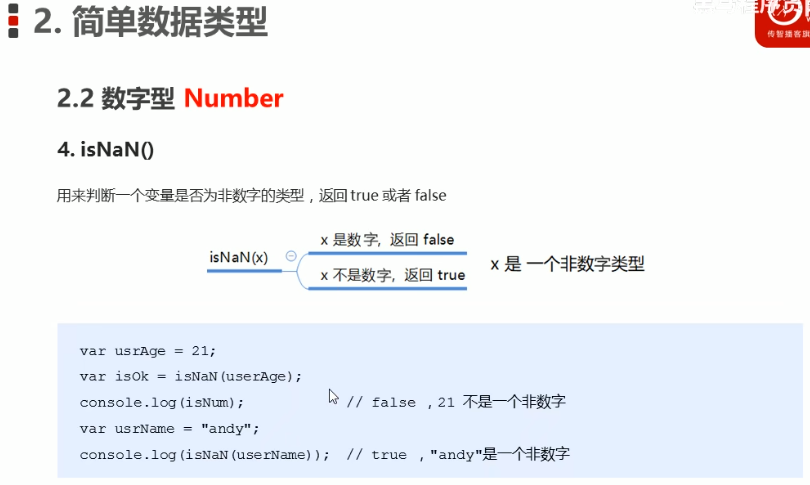 2. 简单数据类型
传智播客旗
2.2 数字型 Number
4. isNaN()
用来判断一个变量是否为非数字的类型，返回 true 或者 false
x 是数字, 返回 false
isNaN(x)
x 不是数字, 返回 true
x 是 一个非数字类型
var usrAge = 21;
var isOk = isNaN(userAge);
console.log(isNum); // false ，21 不是一个非数字
var usrName = "andy";
console.log(isNaN(userName)); // true ，"andy"是一个非数字